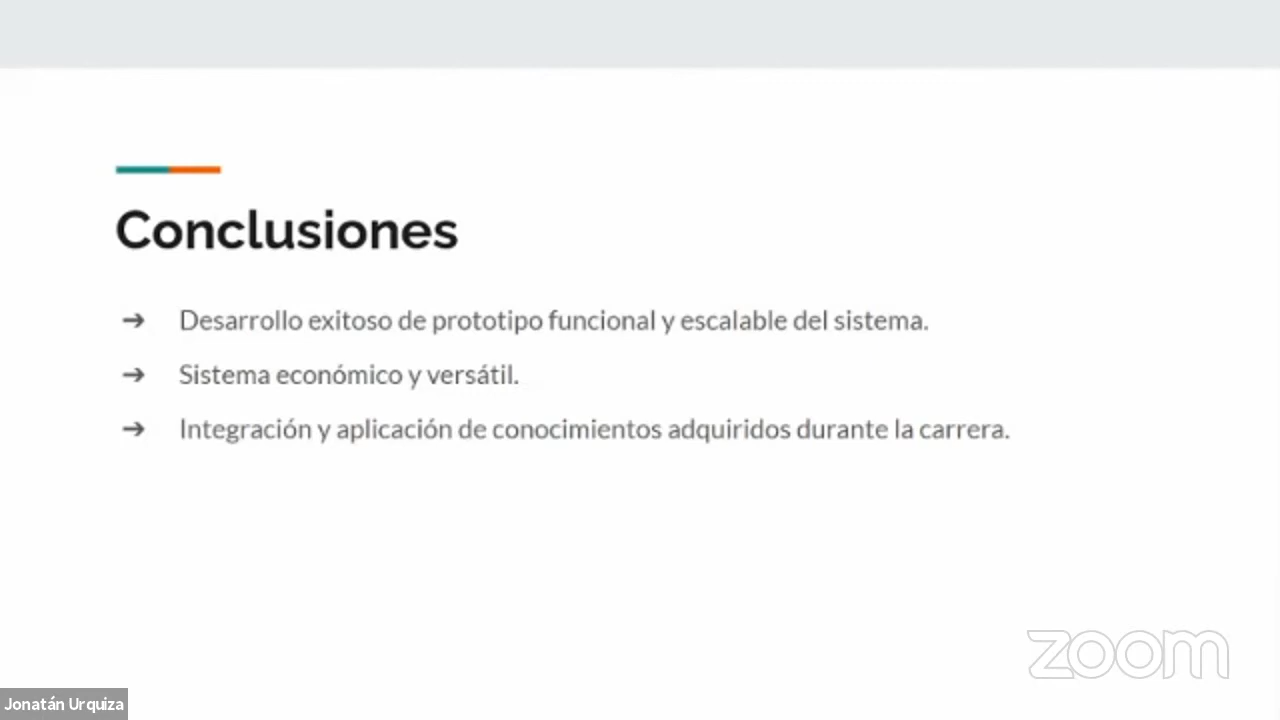 Conclusiones
➔ Desarrollo exitoso de prototipo funcional y escalable del sistema.
➔ Sistema económico y versátil.
➔ Integración y aplicación de conocimientos adquiridos durante la carrera.
zoom
Jonatán Urquiza